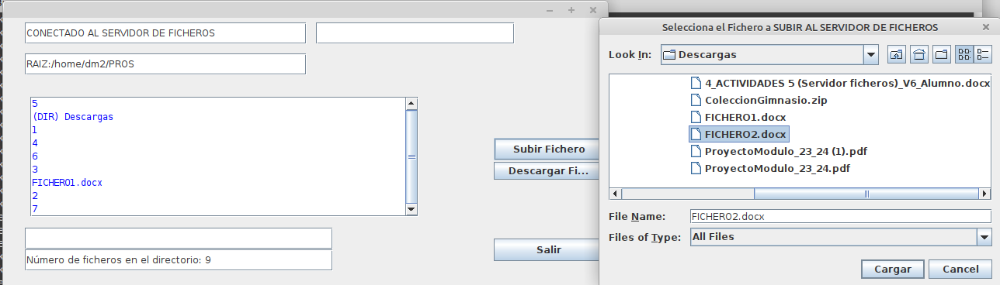 CONECTADO AL SERVIDOR DE FICHEROS
RAIZ:/home/dm2/PROS
5
(DIR) Descargas
1
4
6
3
FICHERO1.docx
2
7
Subir Fichero
Descargar Fi...
Número de ficheros en el directorio: 9
Salir
Selecciona el Fichero a SUBIR AL SERVIDOR DE FICHEROS
Look In:
Descargas
4_ACTIVIDADES 5 (Servidor ficheros)_V6_Alumno.docx
ColeccionGimnasio.zip
FICHERO1.docx
FICHERO2.docx
ProyectoModulo_23_24 (1).pdf
ProyectoModulo_23_24.pdf
File Name:
FICHERO2.docx
Files of Type:
All Files
Cargar
Cancel